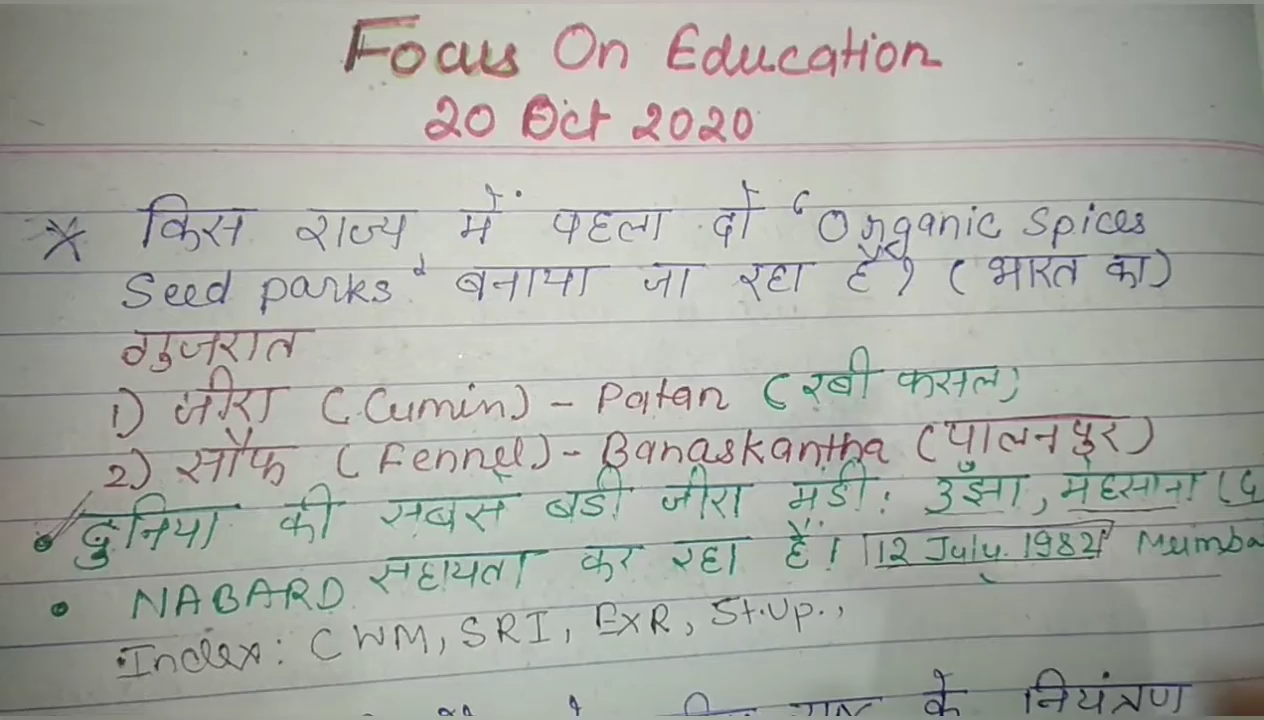 Focus On Education
20 Oct 2020
* किस राज्य में पहला दो 'Organic Spices
Seed parks' बनाया जा रहा है? (भारत का)
गुजरात
1) जीरा (Cumin) - Patan (रबी फसल)
2) सौंफ (Fennel) - Banaskantha (पालनपुर)
• दुनिया की सबसे बडी जीरा मंडी: उँझा, मेहसाना (
• NABARD सहायता कर रहा है। 12 July 1982 Mumba
Index: CWM, SRI, EXR, St.up.,
के नियंत्रण